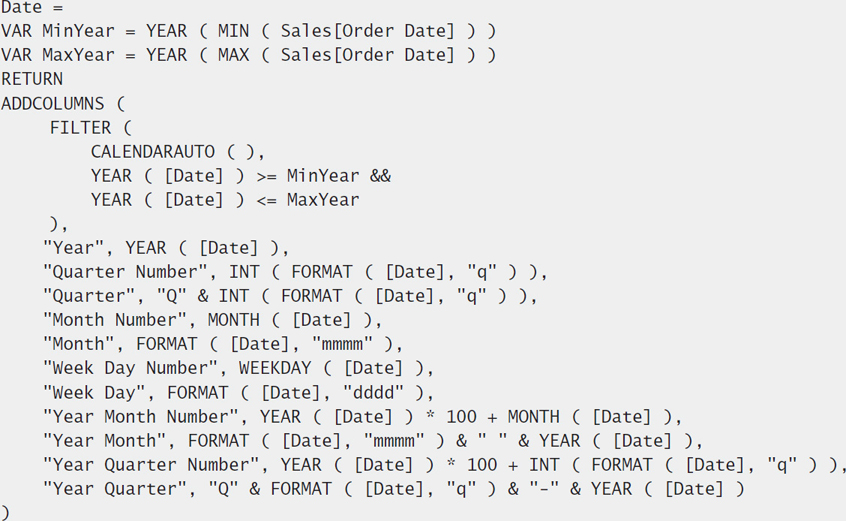 Date =
VAR MinYear = YEAR ( MIN ( Sales[Order Date] ) )
VAR MaxYear = YEAR ( MAX ( Sales[Order Date] ) )
RETURN
ADDCOLUMNS (
    FILTER (
        CALENDARAUTO ( ),
        YEAR ( [Date] ) >= MinYear &&
        YEAR ( [Date] ) <= MaxYear
    ),
    "Year", YEAR ( [Date] ),
    "Quarter Number", INT ( FORMAT ( [Date], "q" ) ),
    "Quarter", "Q" & INT ( FORMAT ( [Date], "q" ) ),
    "Month Number", MONTH ( [Date] ),
    "Month", FORMAT ( [Date], "mmmm" ),
    "Week Day Number", WEEKDAY ( [Date] ),
    "Week Day", FORMAT ( [Date], "dddd" ),
    "Year Month Number", YEAR ( [Date] ) * 100 + MONTH ( [Date] ),
    "Year Month", FORMAT ( [Date], "mmmm" ) & " " & YEAR ( [Date] ),
    "Year Quarter Number", YEAR ( [Date] ) * 100 + INT ( FORMAT ( [Date], "q" ) ),
    "Year Quarter", "Q" & FORMAT ( [Date], "q" ) & "-" & YEAR ( [Date] )
)